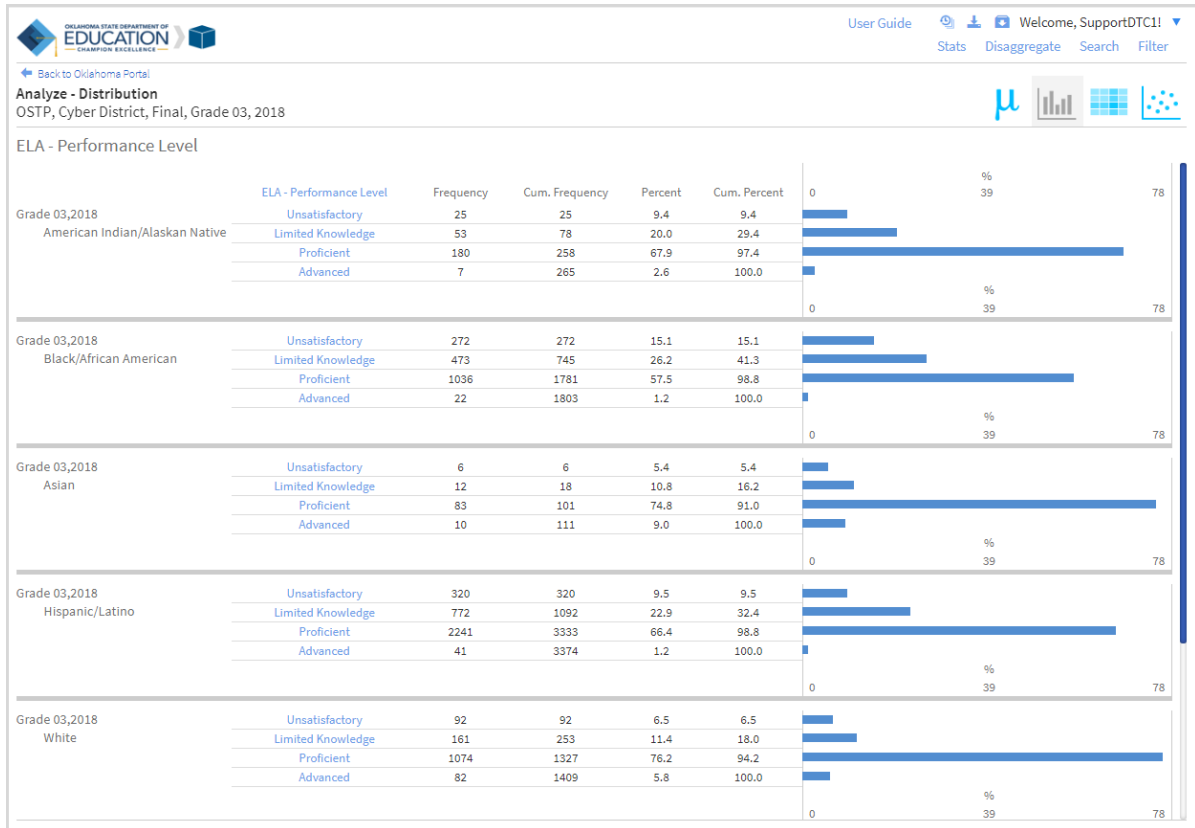 OKLAHOMA STATE DEPARTMENT OF
EDUCATION
CHAMPION EXCELLENCE
User Guide Welcome, SupportDTC1! ▼
Stats Disaggregate Search Filter
Back to Oklahoma Portal
Analyze - Distribution
OSTP, Cyber District, Final, Grade 03, 2018
μ
ELA - Performance Level
%
ELA - Performance Level Frequency Cum. Frequency Percent Cum. Percent 0 39 78
Grade 03,2018 Unsatisfactory 25 25 9.4 9.4
American Indian/Alaskan Native Limited Knowledge 53 78 20.0 29.4
Proficient 180 258 67.9 97.4
Advanced 7 265 2.6 100.0
%
0 39 78
Grade 03,2018 Unsatisfactory 272 272 15.1 15.1
Black/African American Limited Knowledge 473 745 26.2 41.3
Proficient 1036 1781 57.5 98.8
Advanced 22 1803 1.2 100.0
%
0 39 78
Grade 03,2018 Unsatisfactory 6 6 5.4 5.4
Asian Limited Knowledge 12 18 10.8 16.2
Proficient 83 101 74.8 91.0
Advanced 10 111 9.0 100.0
%
0 39 78
Grade 03,2018 Unsatisfactory 320 320 9.5 9.5
Hispanic/Latino Limited Knowledge 772 1092 22.9 32.4
Proficient 2241 3333 66.4 98.8
Advanced 41 3374 1.2 100.0
%
0 39 78
Grade 03,2018 Unsatisfactory 92 92 6.5 6.5
White Limited Knowledge 161 253 11.4 18.0
Proficient 1074 1327 76.2 94.2
Advanced 82 1409 5.8 100.0
%
0 39 78